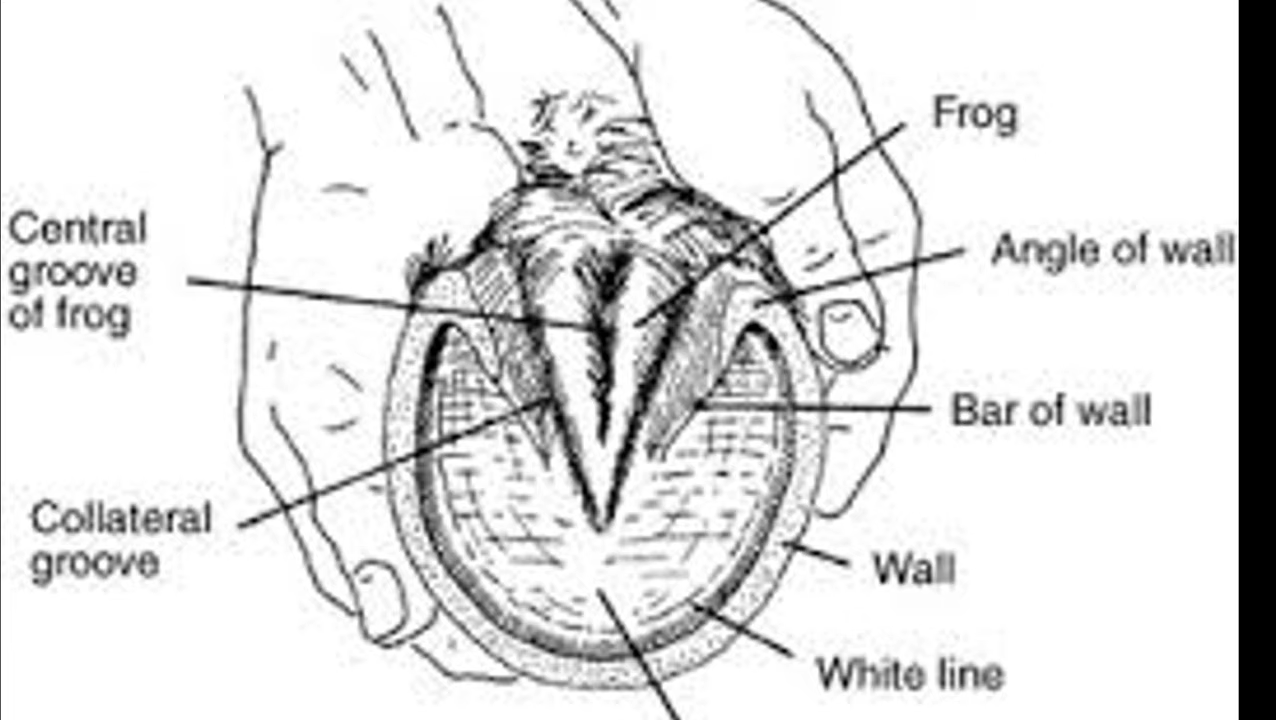 Frog
Central
groove
of frog
Angle of wall
Bar of wall
Collateral
groove
Wall
White line